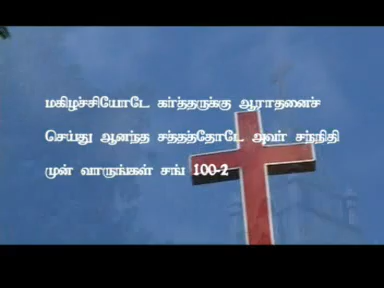 மகிழ்ச்சியோடே கர்த்தருக்கு ஆராதனைச்
செய்து ஆனந்த சத்தத்தோடே அவர் சந்நிதி
முன் வாருங்கள் சங் 100-2